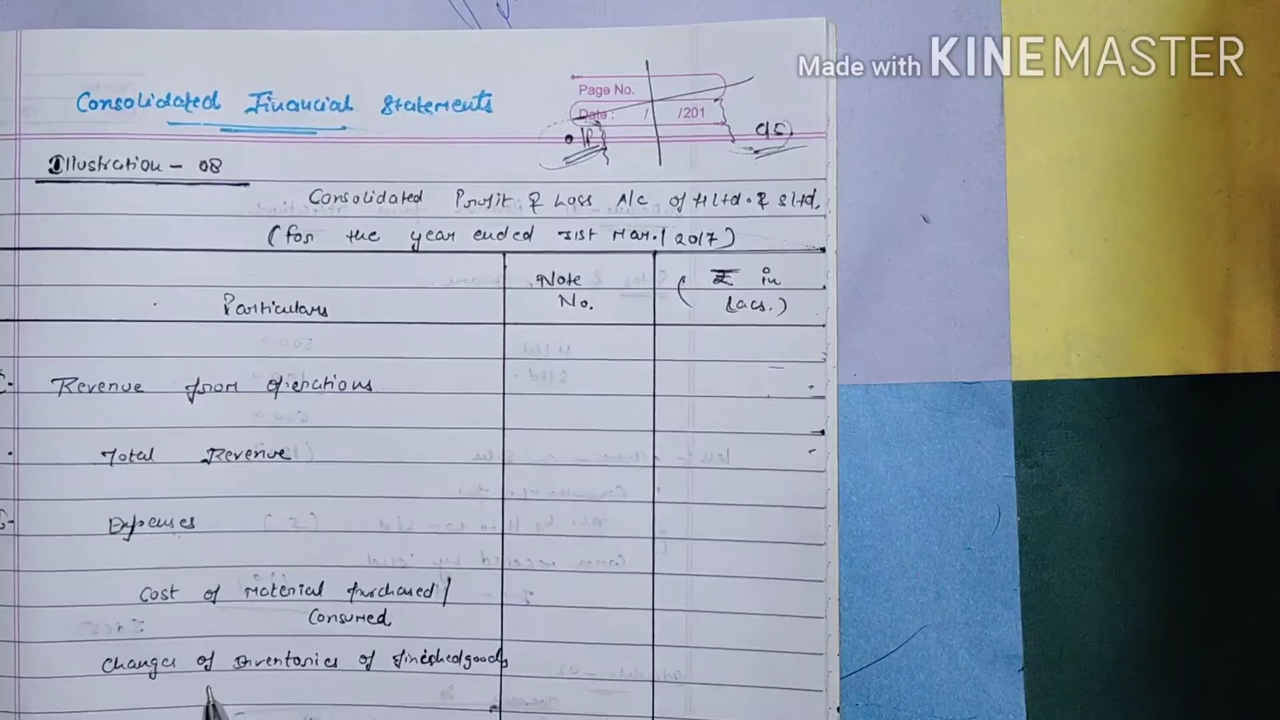 Made with KINEMASTER
Page No.
Date : / /201
Consolidated Financial Statements
Illustration - 08
Consolidated Profit & Loss A/c of H Ltd. & S Ltd.
(for the year ended 31st Mar. / 2017)
Particulars
Note No.
(₹ in Lacs.)
Revenue from operations
Total Revenue
Expenses
Cost of Material purchased /
Consumed
Changes of Inventories of finished goods